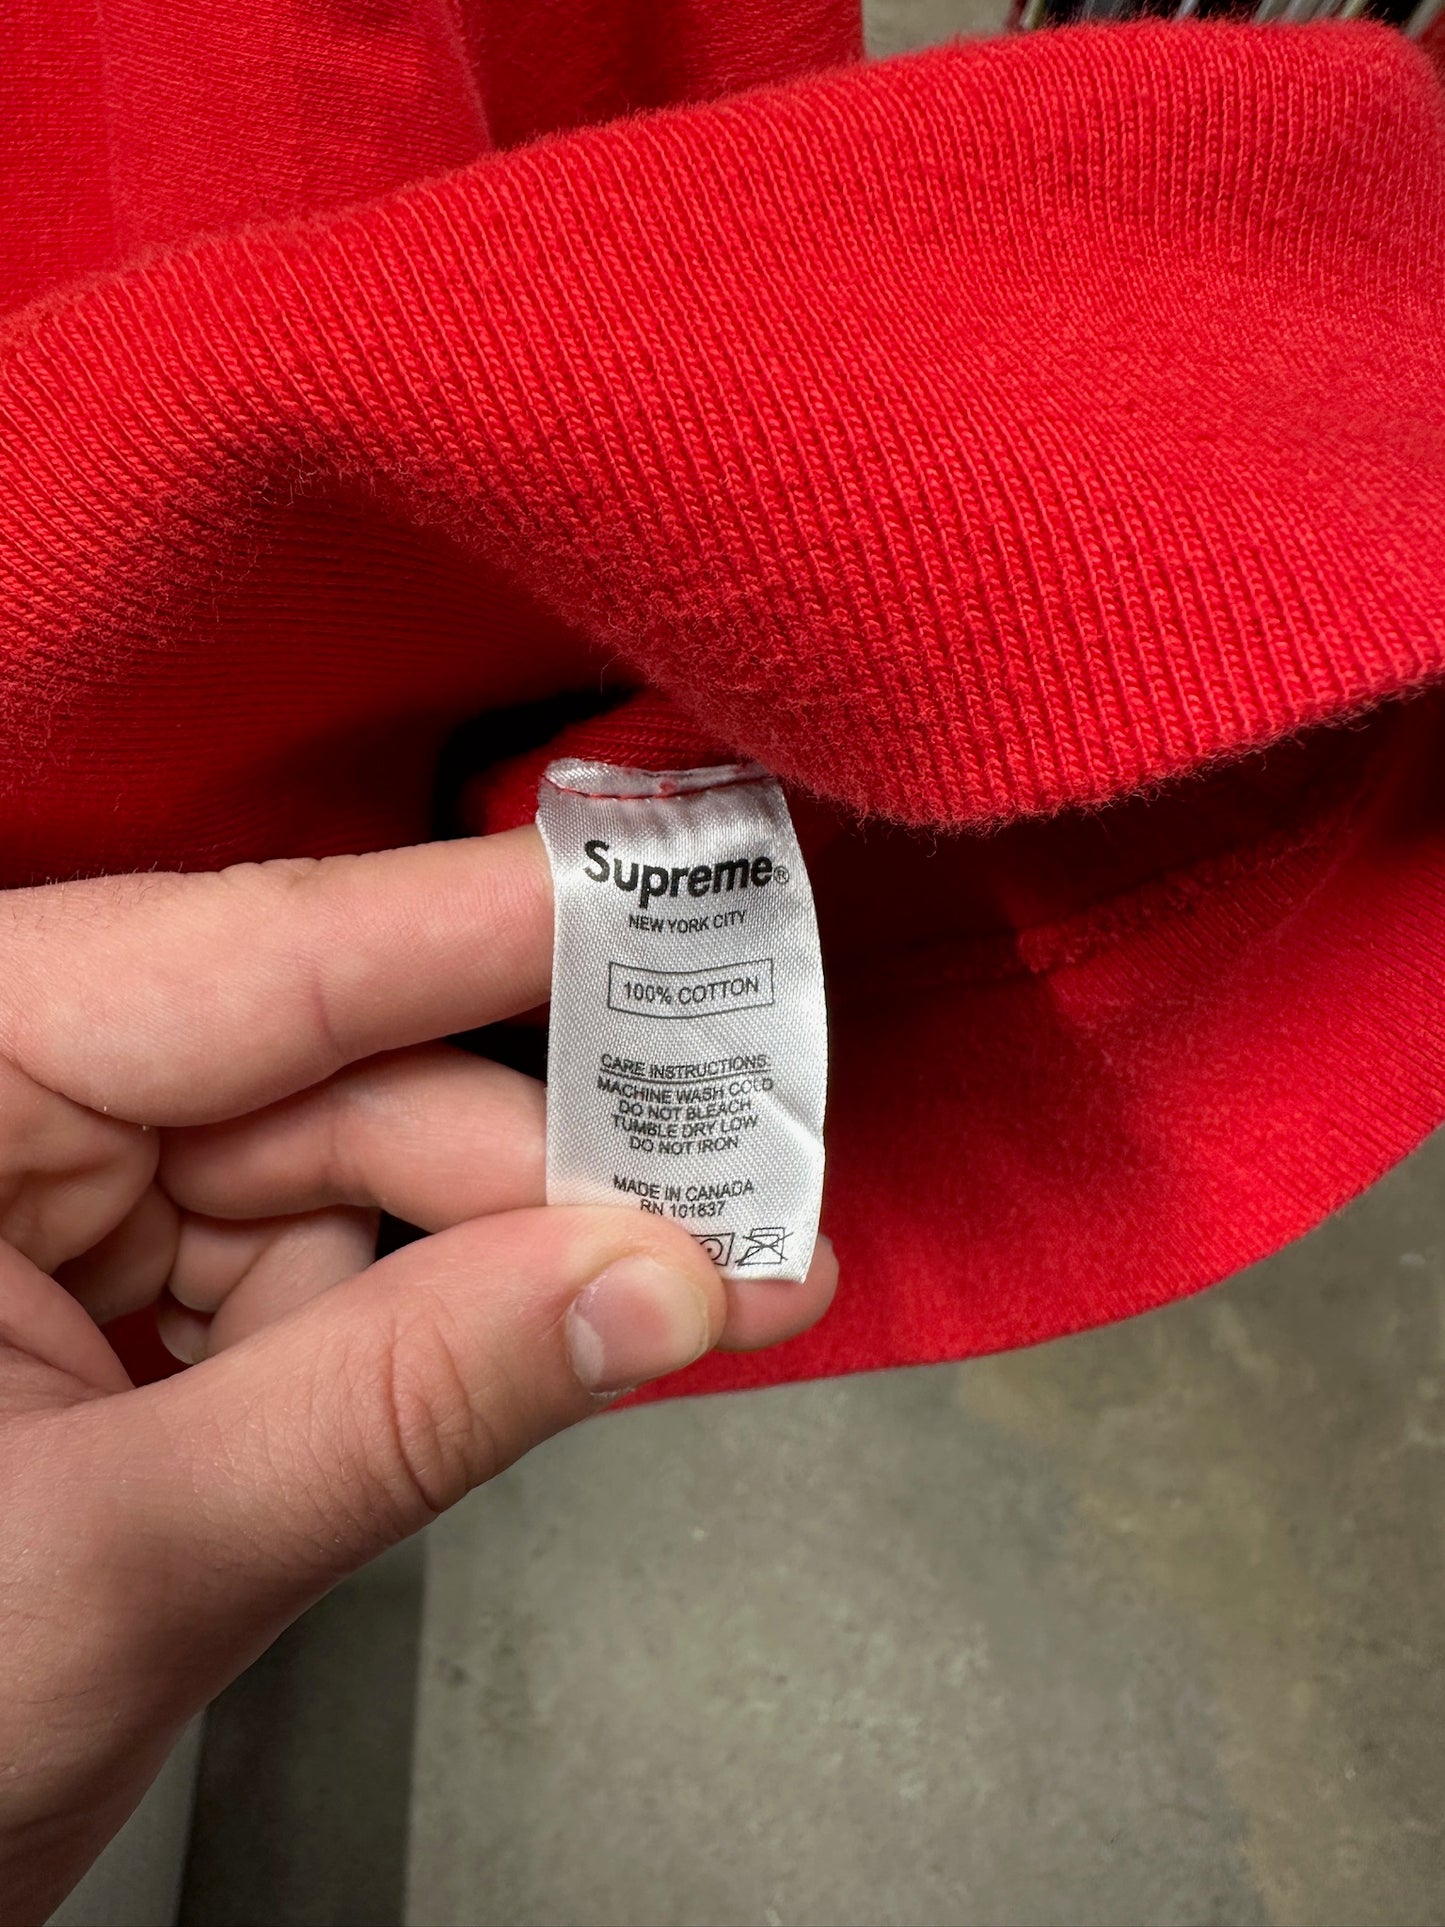 Supreme®
NEW YORK CITY
100% COTTON
CARE INSTRUCTIONS:
MACHINE WASH COLD
DO NOT BLEACH
TUMBLE DRY LOW
DO NOT IRON
MADE IN CANADA
RN 101837